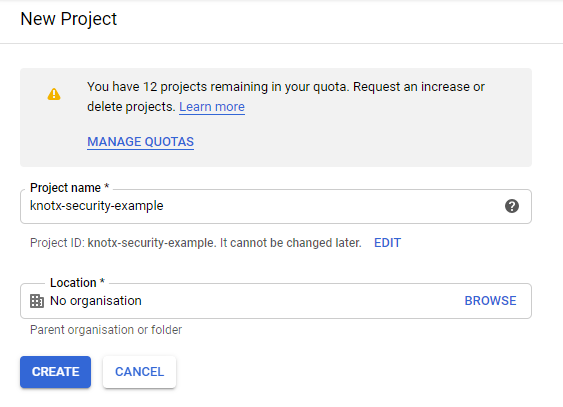 New Project
You have 12 projects remaining in your quota. Request an increase or
delete projects. Learn more
MANAGE QUOTAS
Project name *
knotx-security-example
Project ID: knotx-security-example. It cannot be changed later. EDIT
Location *
No organisation BROWSE
Parent organisation or folder
CREATE CANCEL